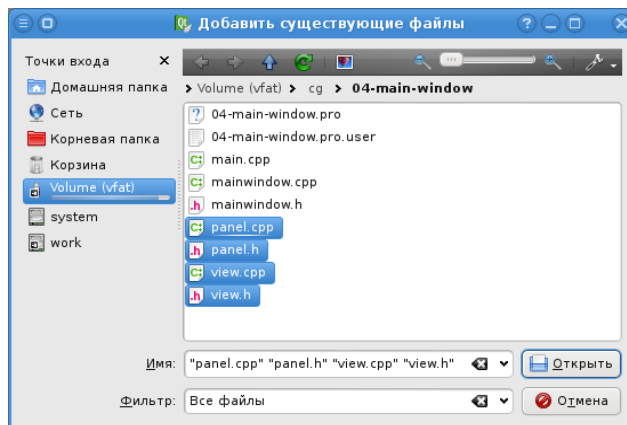 Добавить существующие файлы
Точки входа
Домашняя папка
Сеть
Корневая папка
Корзина
Volume (vfat)
system
work
Volume (vfat) cg 04-main-window
04-main-window.pro
04-main-window.pro.user
main.cpp
mainwindow.cpp
mainwindow.h
panel.cpp
panel.h
view.cpp
view.h
Имя: "panel.cpp" "panel.h" "view.cpp" "view.h" Открыть
Фильтр: Все файлы Отмена